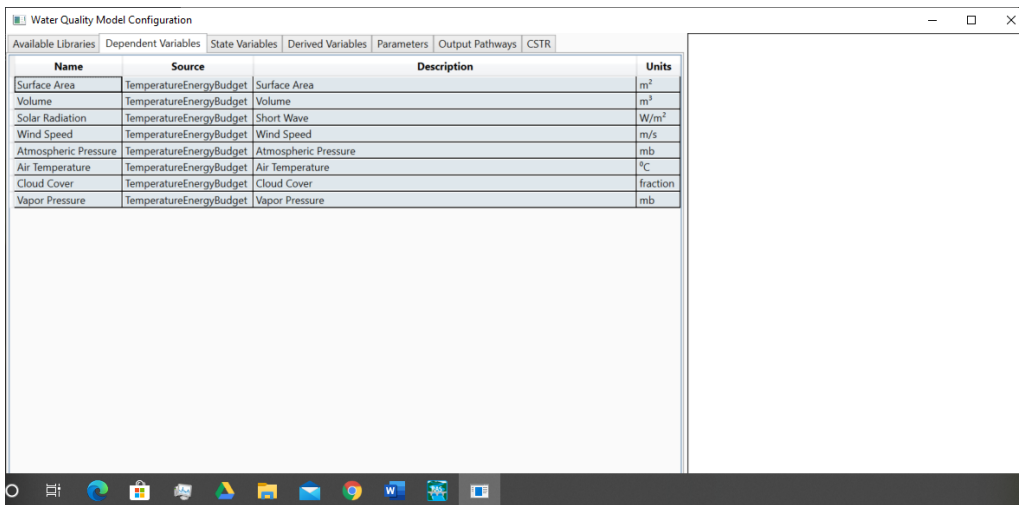 Water Quality Model Configuration
Available Libraries Dependent Variables State Variables Derived Variables Parameters Output Pathways CSTR
Name Source Description Units
Surface Area TemperatureEnergyBudget Surface Area m²
Volume TemperatureEnergyBudget Volume m³
Solar Radiation TemperatureEnergyBudget Short Wave W/m²
Wind Speed TemperatureEnergyBudget Wind Speed m/s
Atmospheric Pressure TemperatureEnergyBudget Atmospheric Pressure mb
Air Temperature TemperatureEnergyBudget Air Temperature ⁰C
Cloud Cover TemperatureEnergyBudget Cloud Cover fraction
Vapor Pressure TemperatureEnergyBudget Vapor Pressure mb
W